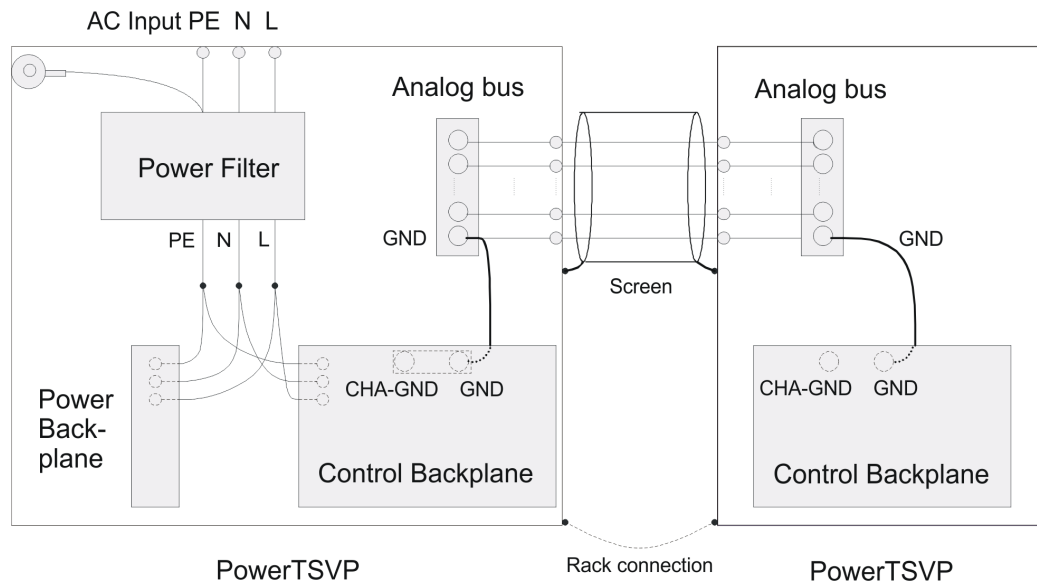 AC Input PE N L
Analog bus
Analog bus
Power Filter
PE N L
GND
GND
Screen
CHA-GND GND
CHA-GND GND
Power
Back-
plane
Control Backplane
Control Backplane
Rack connection
PowerTSVP
PowerTSVP